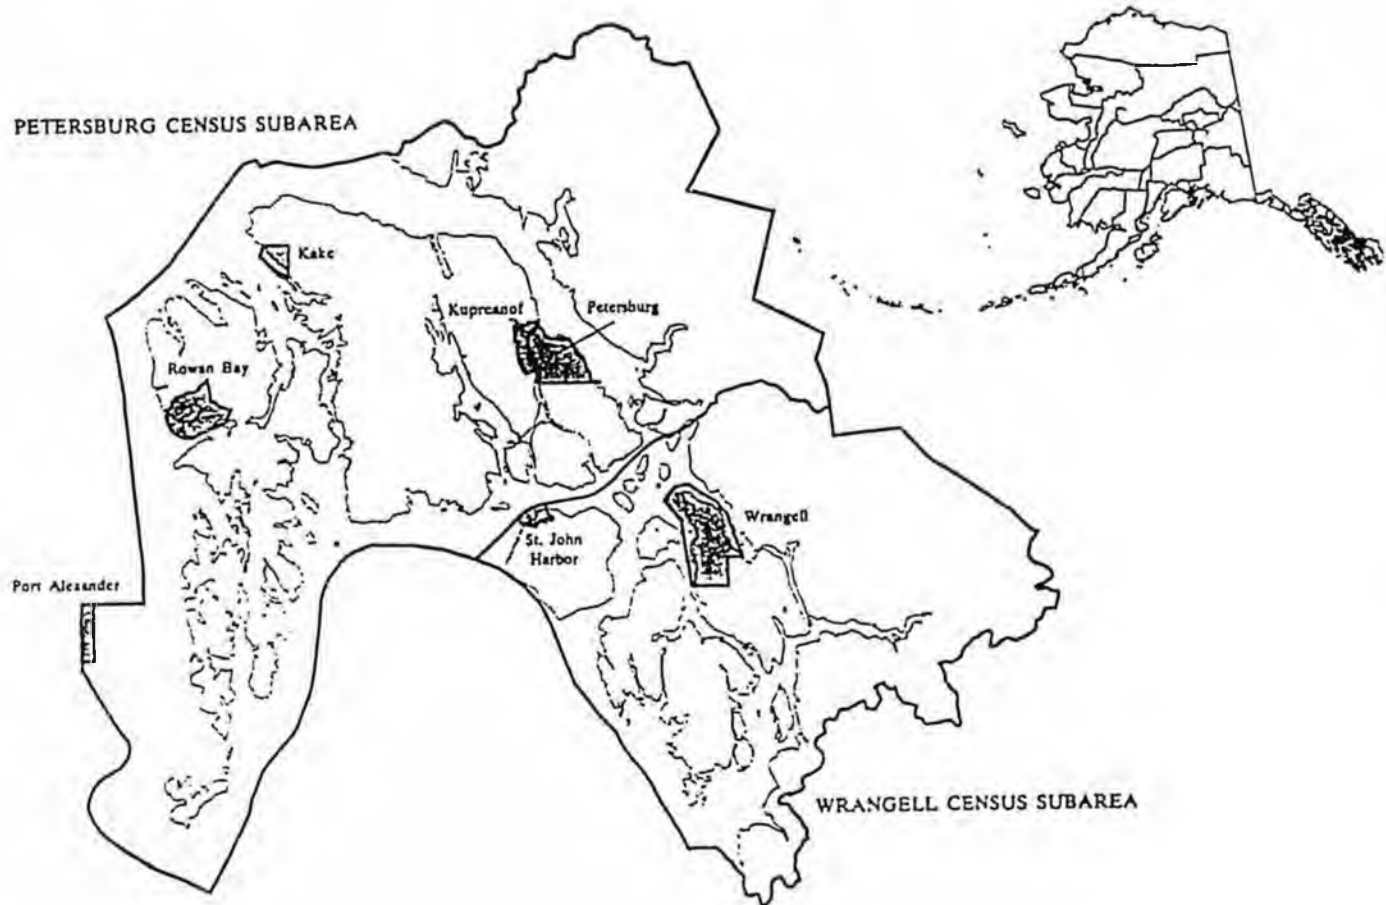 PETERSBURG CENSUS SUBAREA
Kake
Kupreanof
Petersburg
Rowan Bay
Wrangell
St. John
Harbor
Port Alexander
WRANGELL CENSUS SUBAREA